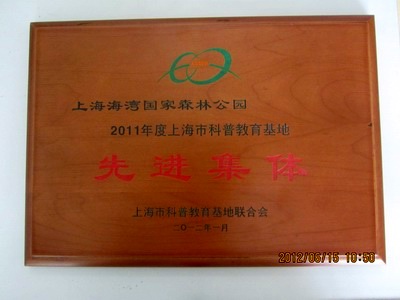 上海海湾国家森林公园
2011年度上海市科普教育基地
先进集体
上海市科普教育基地联合会
二〇一二年一月
2012/05/15 10:50